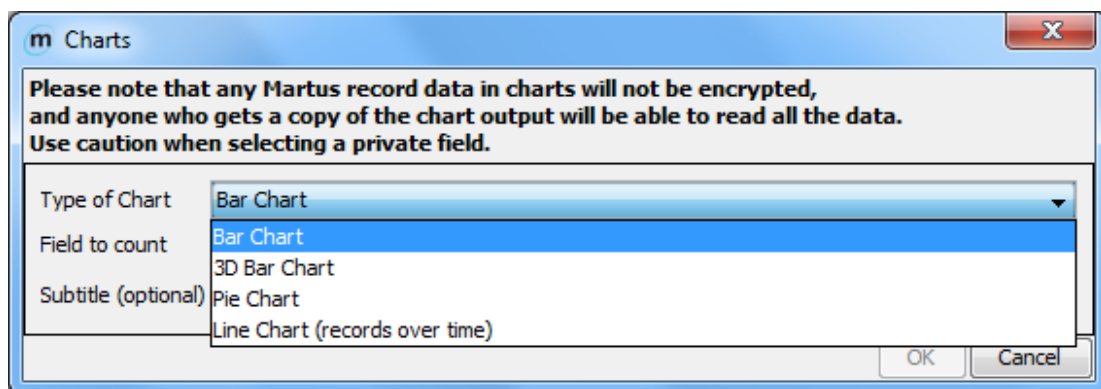 m Charts
Please note that any Martus record data in charts will not be encrypted,
and anyone who gets a copy of the chart output will be able to read all the data.
Use caution when selecting a private field.
Type of Chart Bar Chart
Field to count Bar Chart
3D Bar Chart
Subtitle (optional) Pie Chart
Line Chart (records over time)
OK Cancel